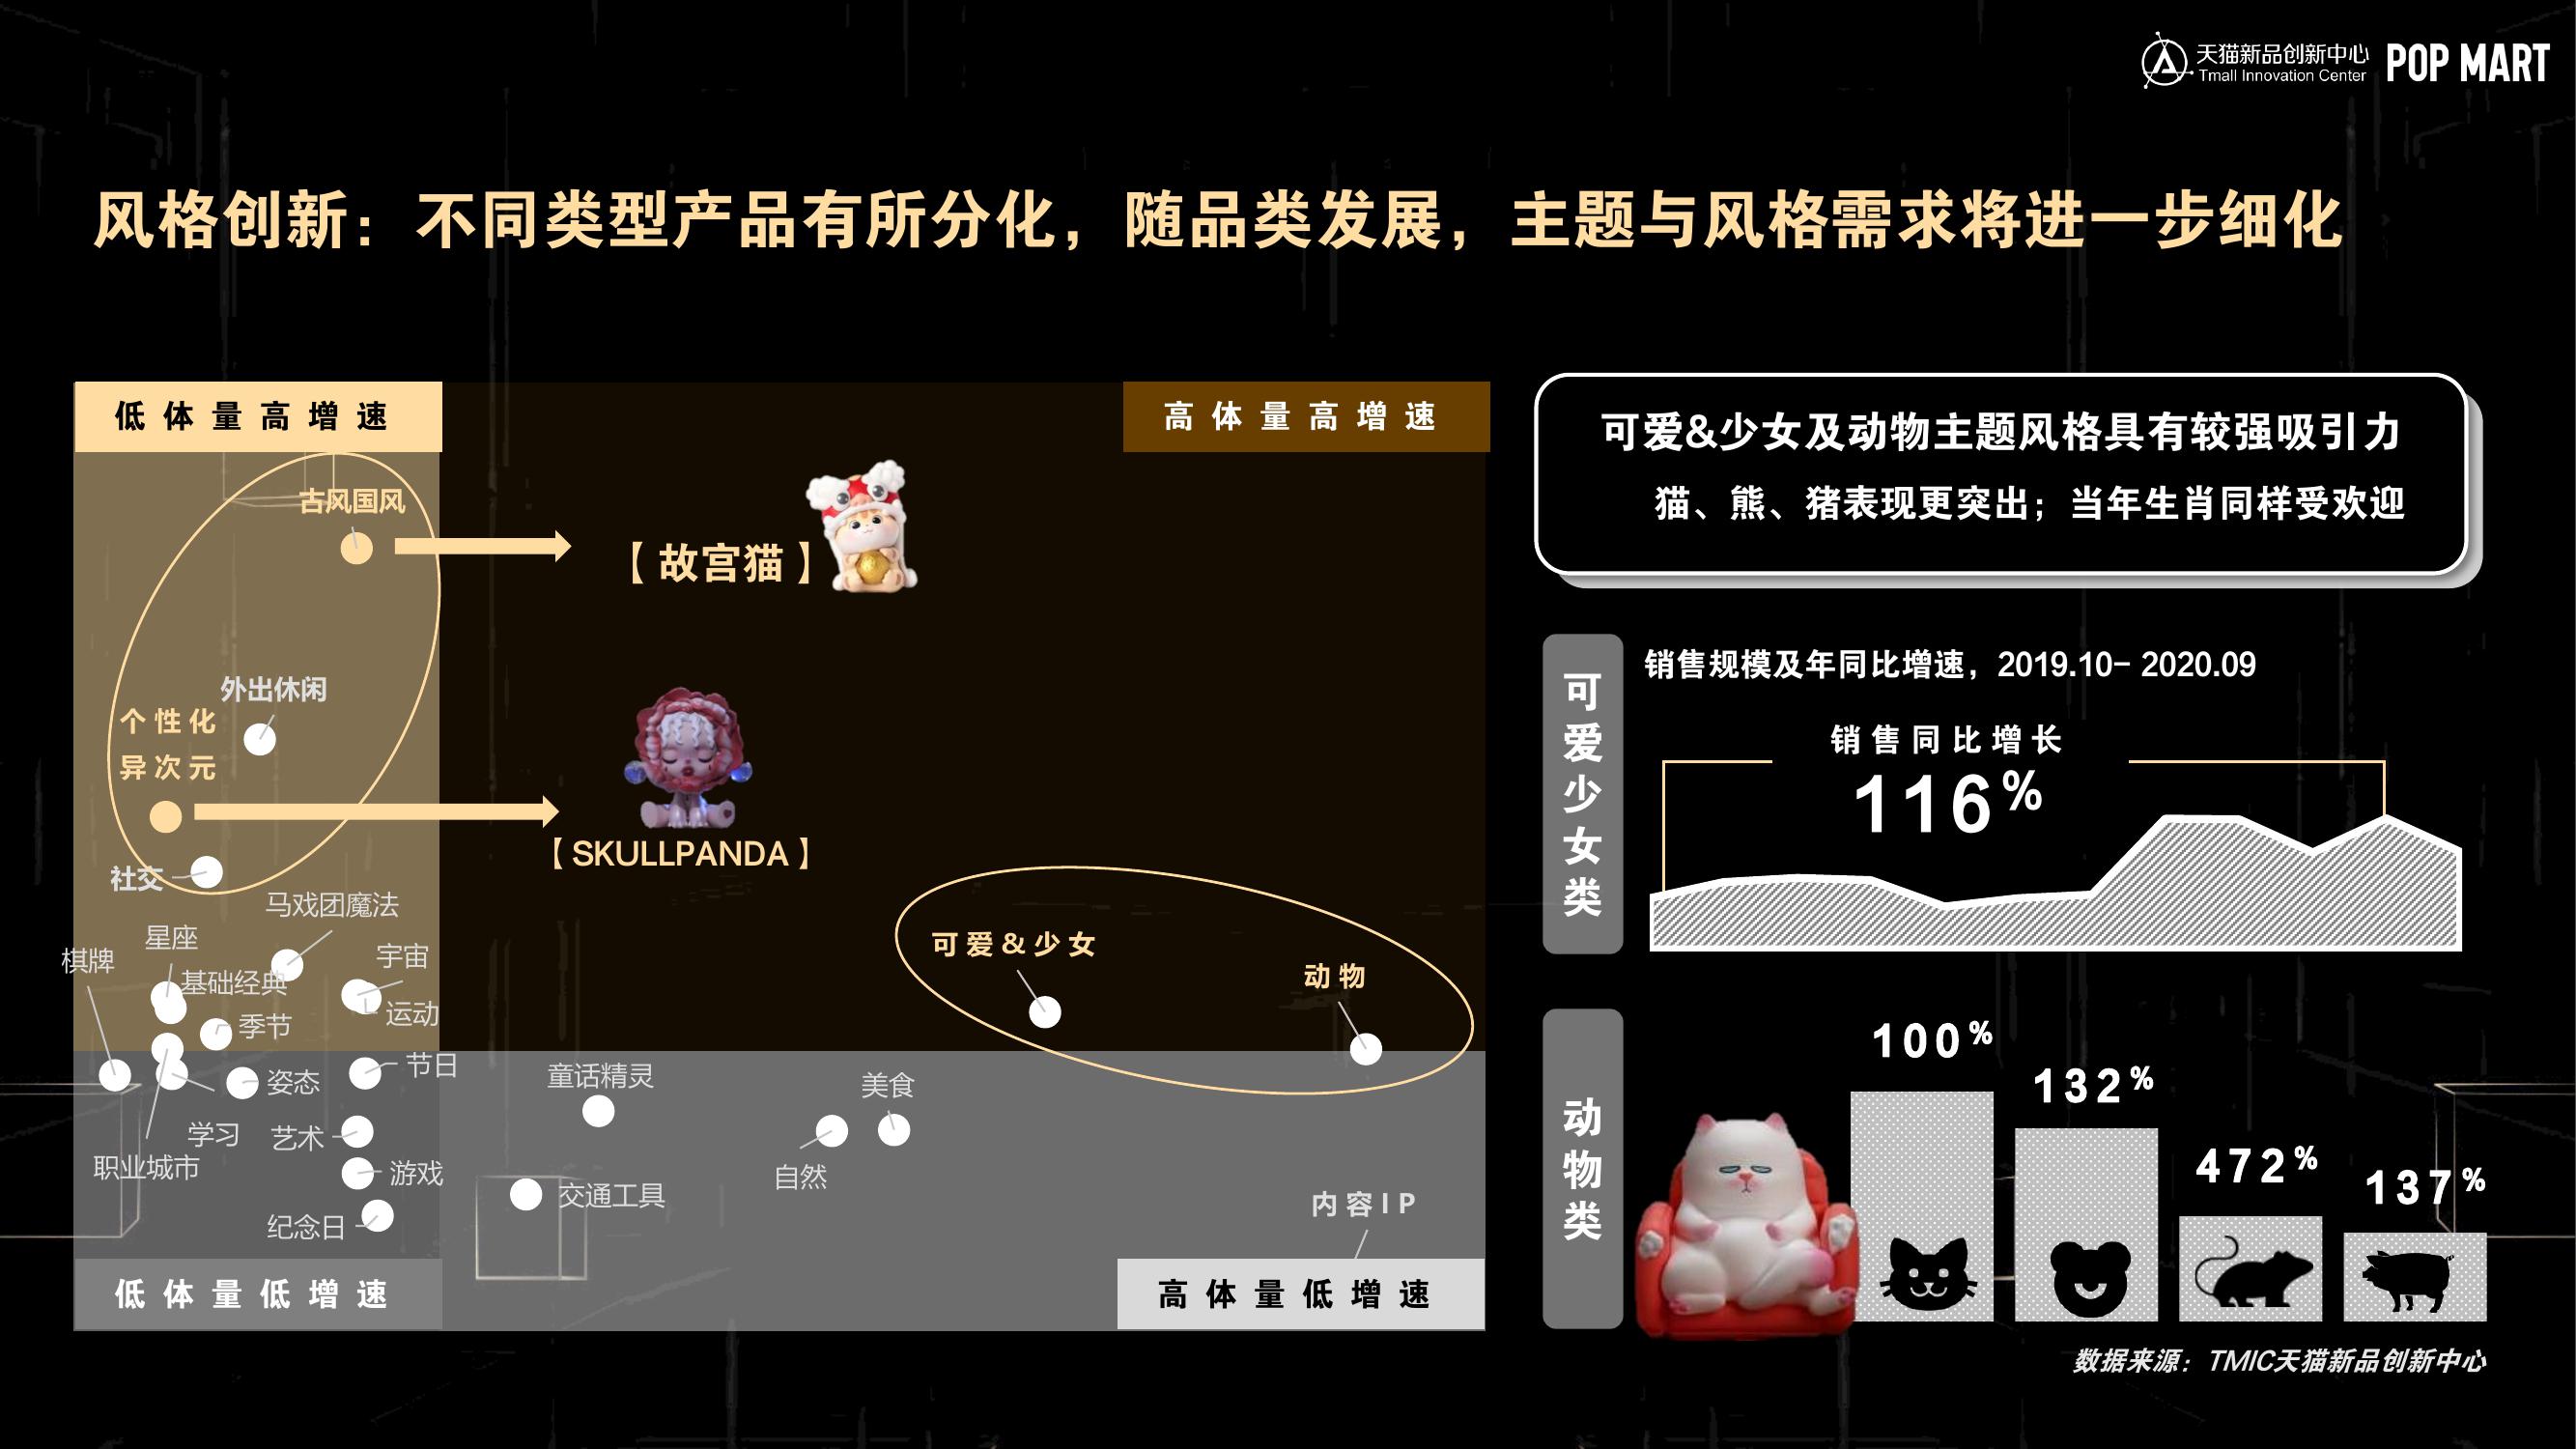 天猫新品创新中心
Tmall Innovation Center
POP MART
风格创新：不同类型产品有所分化，随品类发展，主题与风格需求将进一步细化
低体量高增速
高体量高增速
古风国风
【故宫猫】
外出休闲
个性化
异次元
【SKULLPANDA】
社交
马戏团魔法
星座
棋牌
宇宙
基础经典
运动
季节
可爱&少女
动物
节日
姿态
童话精灵
美食
学习
艺术
职业城市
游戏
自然
交通工具
纪念日
内容IP
低体量低增速
高体量低增速
可爱&少女及动物主题风格具有较强吸引力
猫、熊、猪表现更突出；当年生肖同样受欢迎
可爱少女类
销售规模及年同比增速，2019.10- 2020.09
销售同比增长
116%
动物类
100%
132%
472%
137%
数据来源：TMIC天猫新品创新中心